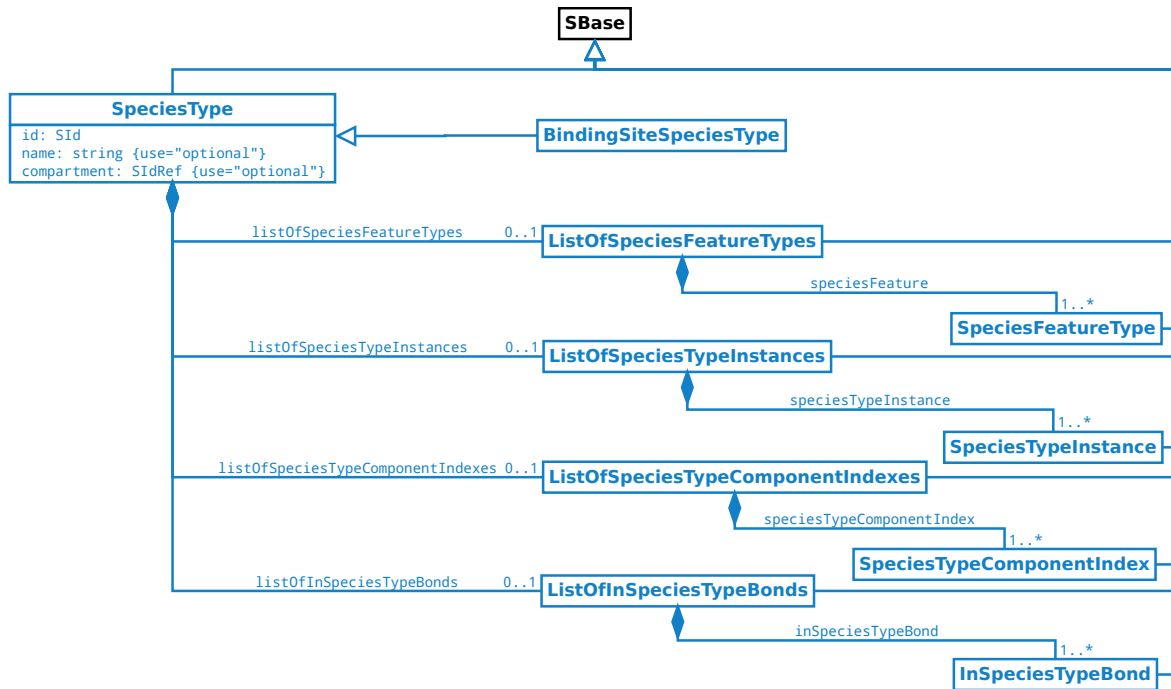 SBase
SpeciesType
id: SId
name: string {use="optional"}
compartment: SIdRef {use="optional"}
BindingSiteSpeciesType
listOfSpeciesFeatureTypes 0..1
ListOfSpeciesFeatureTypes
speciesFeature
1..*
SpeciesFeatureType
listOfSpeciesTypeInstances 0..1
ListOfSpeciesTypeInstances
speciesTypeInstance
1..*
SpeciesTypeInstance
listOfSpeciesTypeComponentIndexes 0..1
ListOfSpeciesTypeComponentIndexes
speciesTypeComponentIndex
1..*
SpeciesTypeComponentIndex
listOfInSpeciesTypeBonds 0..1
ListOfInSpeciesTypeBonds
inSpeciesTypeBond
1..*
InSpeciesTypeBond